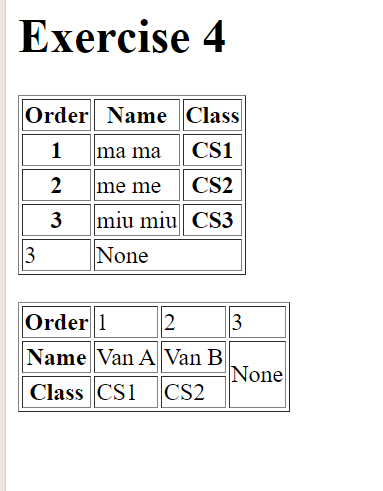 Exercise 4
Order Name Class
1 ma ma CS1
2 me me CS2
3 miu miu CS3
3 None
Order 1 2 3
Name Van A Van B None
Class CS1 CS2